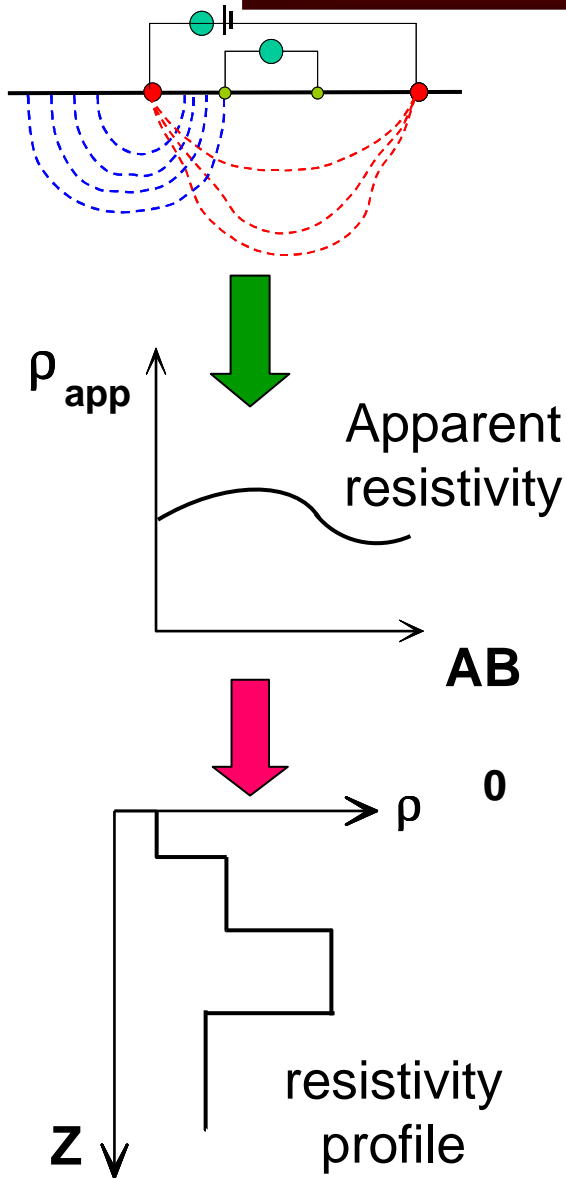 ρ app
Apparent
resistivity
AB
ρ 0
resistivity
profile
Z